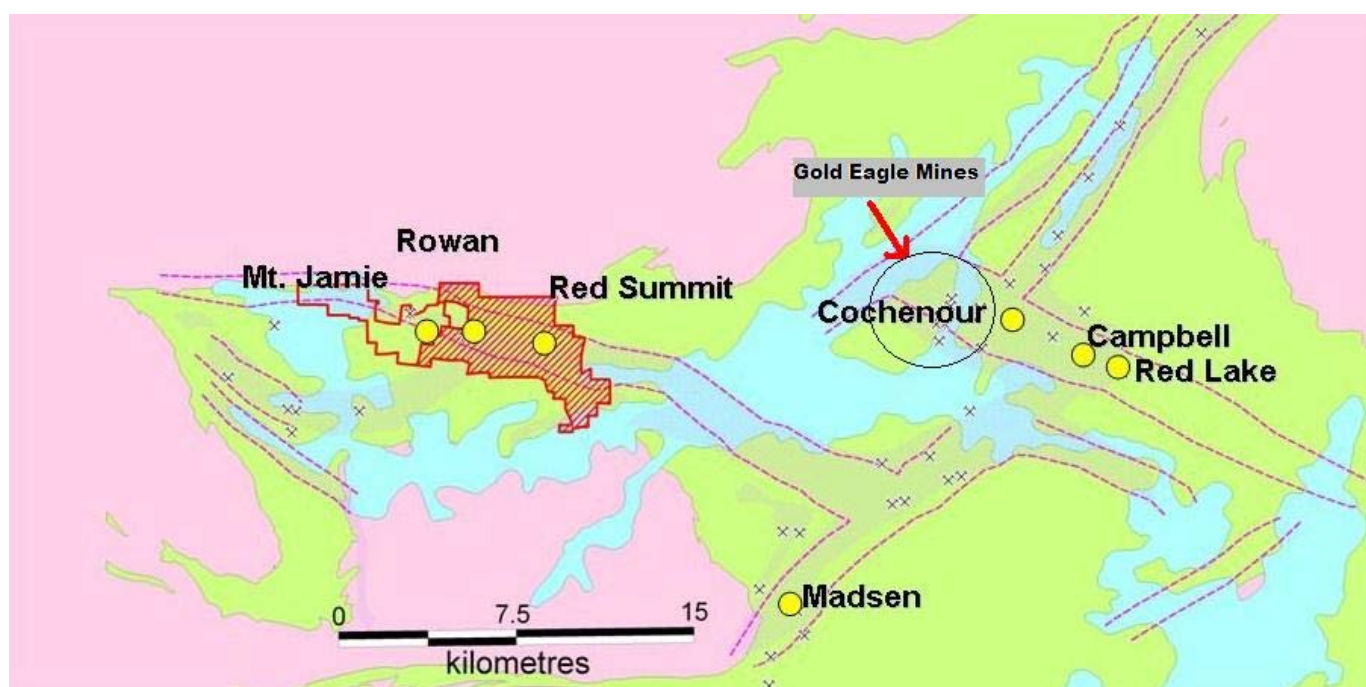 Gold Eagle Mines
Rowan
Mt. Jamie
Red Summit
Cochenour
Campbell
Red Lake
Madsen
0 7.5 15
kilometres